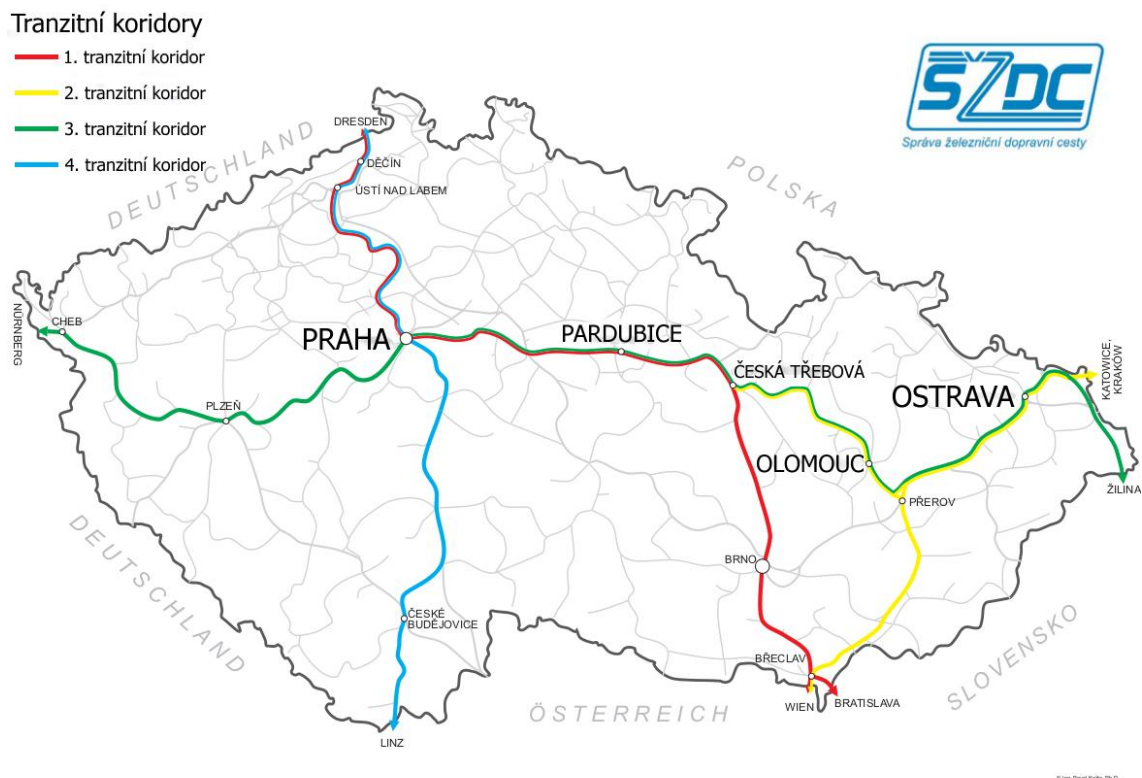 Tranzitní koridory
1. tranzitní koridor
2. tranzitní koridor
3. tranzitní koridor
4. tranzitní koridor
SŽDC
Správa železniční dopravní cesty
DEUTSCHLAND
POLSKA
DRESDEN
DĚČÍN
ÚSTÍ NAD LABEM
NÜRNBERG
CHEB
PRAHA
PARDUBICE
ČESKÁ TŘEBOVÁ
KATOWICE,
KRAKÓW
OSTRAVA
PLZEŇ
OLOMOUC
ŽILINA
PŘEROV
DEUTSCHLAND
BRNO
ČESKÉ
BUDĚJOVICE
SLOVENSKO
BŘECLAV
WIEN
BRATISLAVA
ÖSTERREICH
LINZ